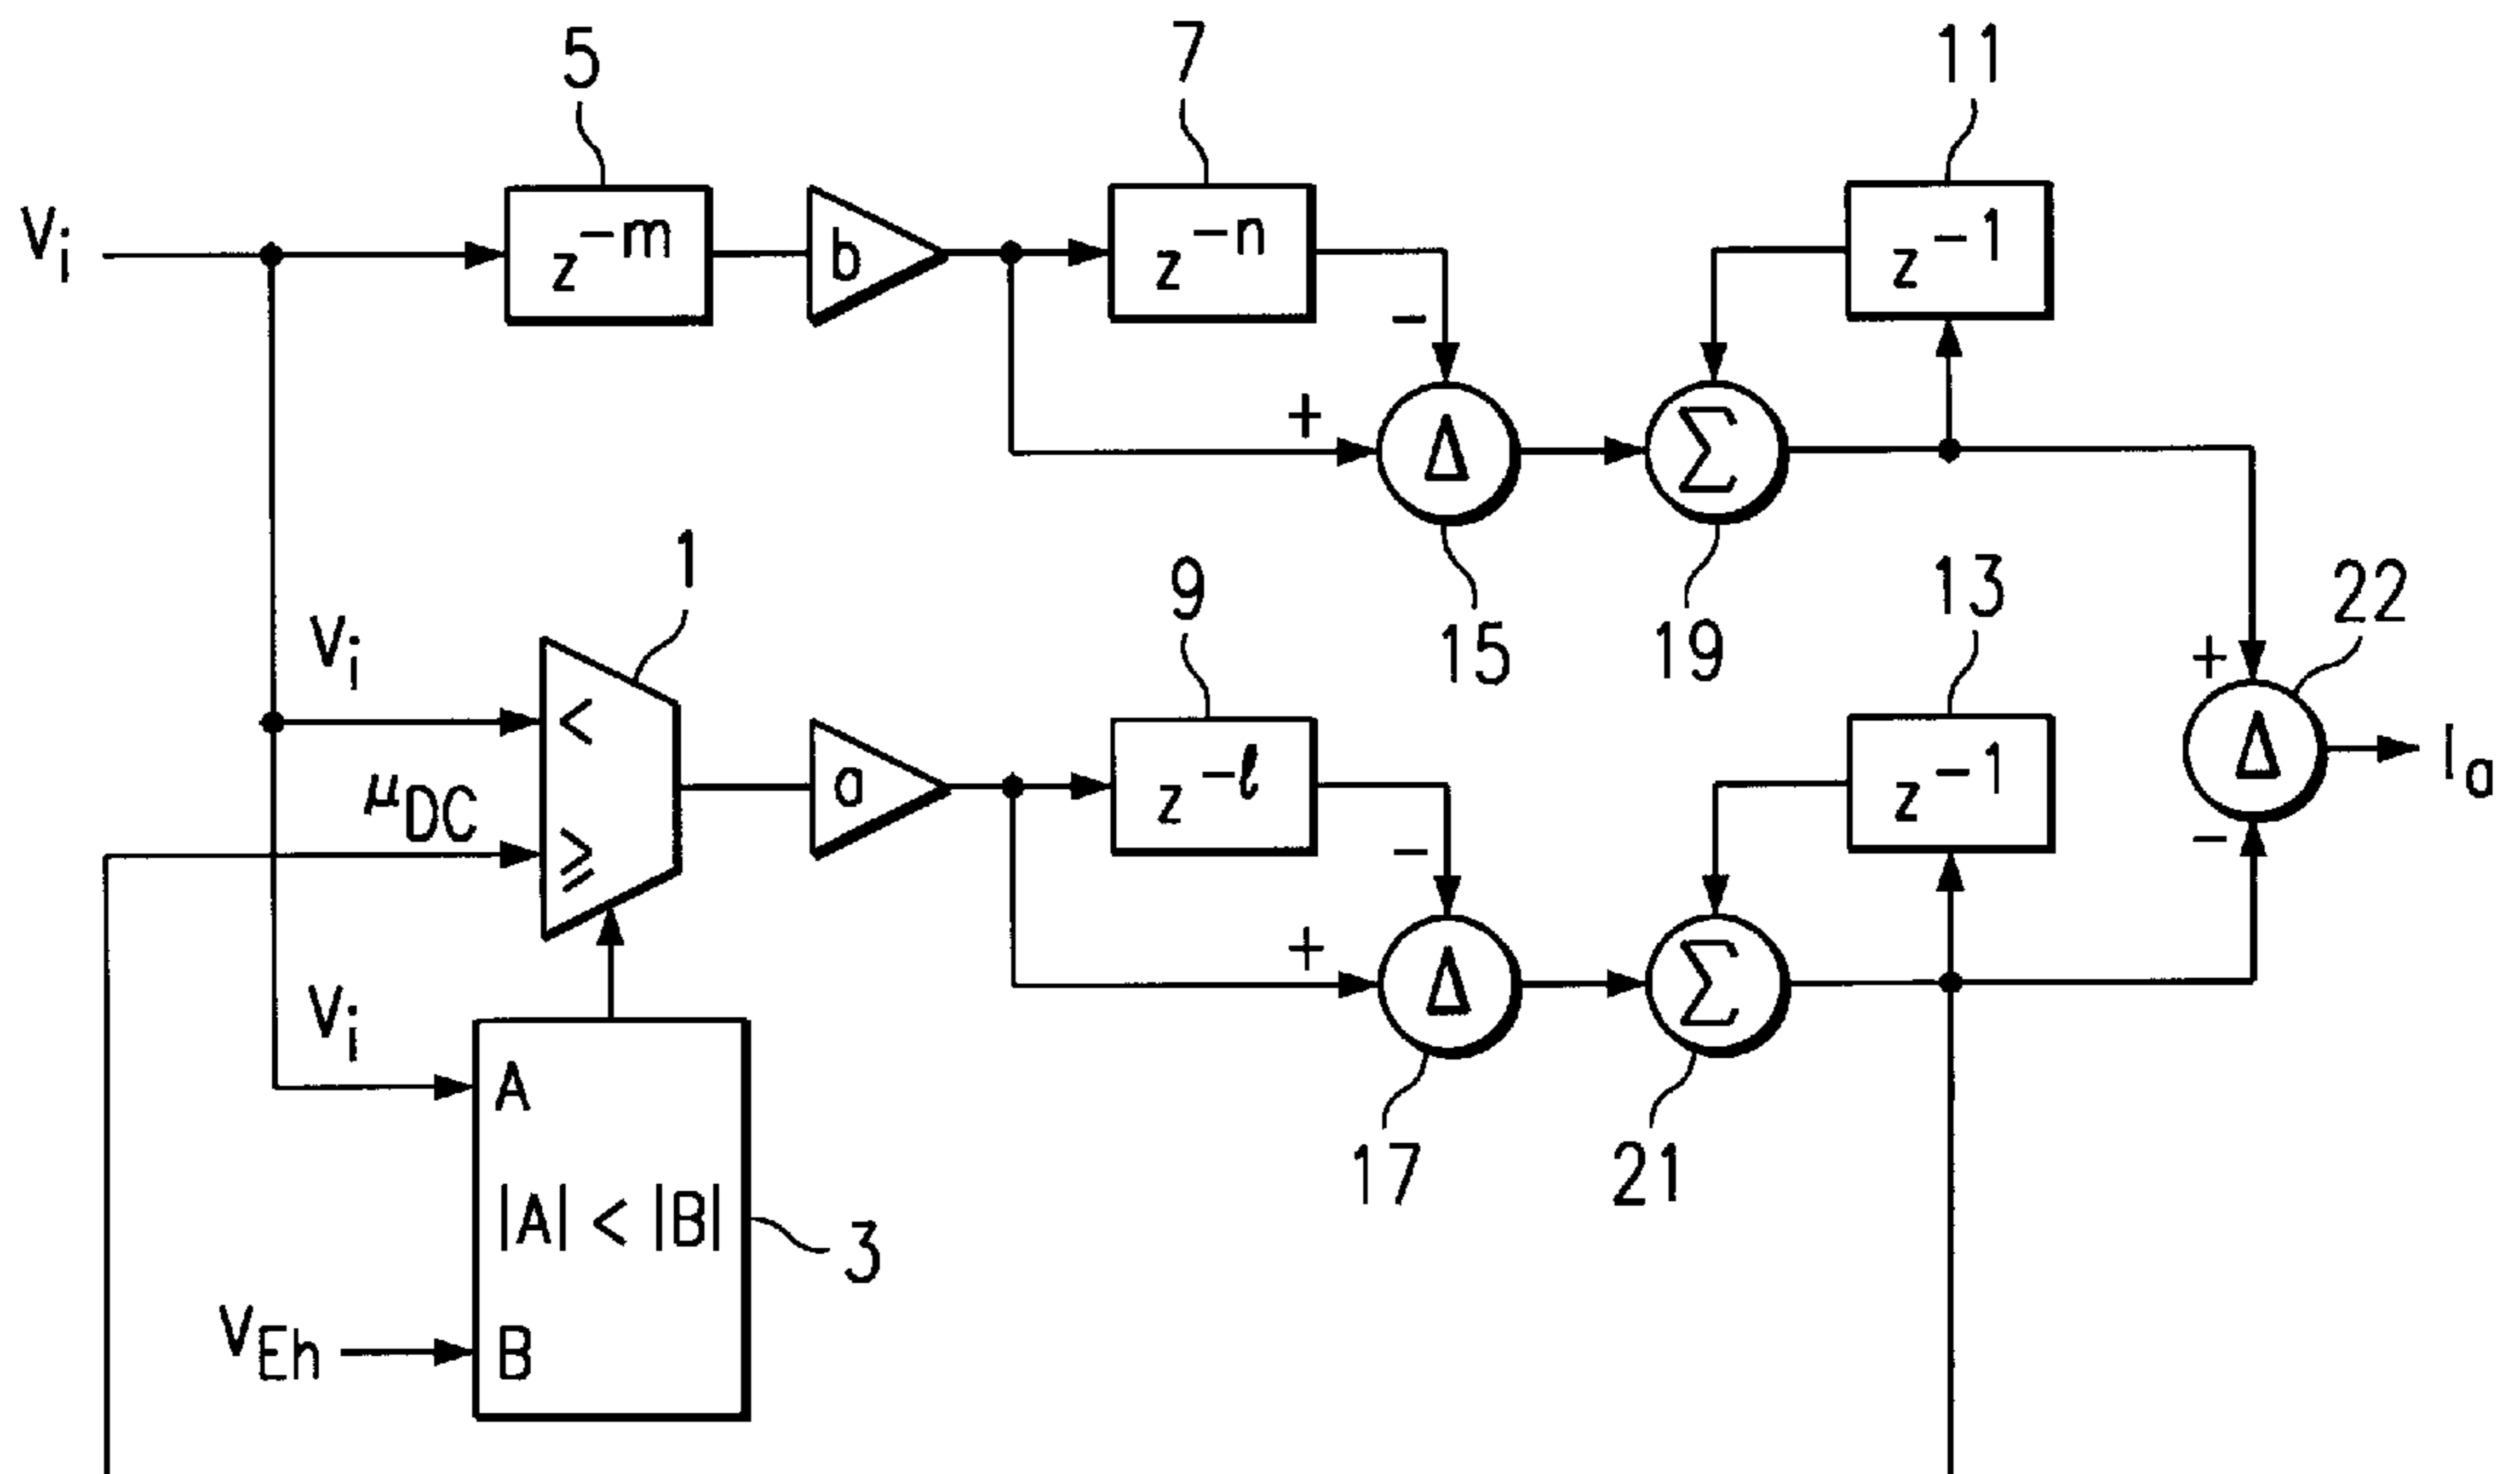 5
7
11
Vi
z^-m
b
z^-n
z^-1
-
+
Δ
Σ
1
9
13
22
15
19
Vi
<
+
μDC
a
z^-ℓ
z^-1
Δ
Ia
≥
-
-
+
Δ
Σ
Vi
A
17
21
|A| < |B|
3
VEh
B